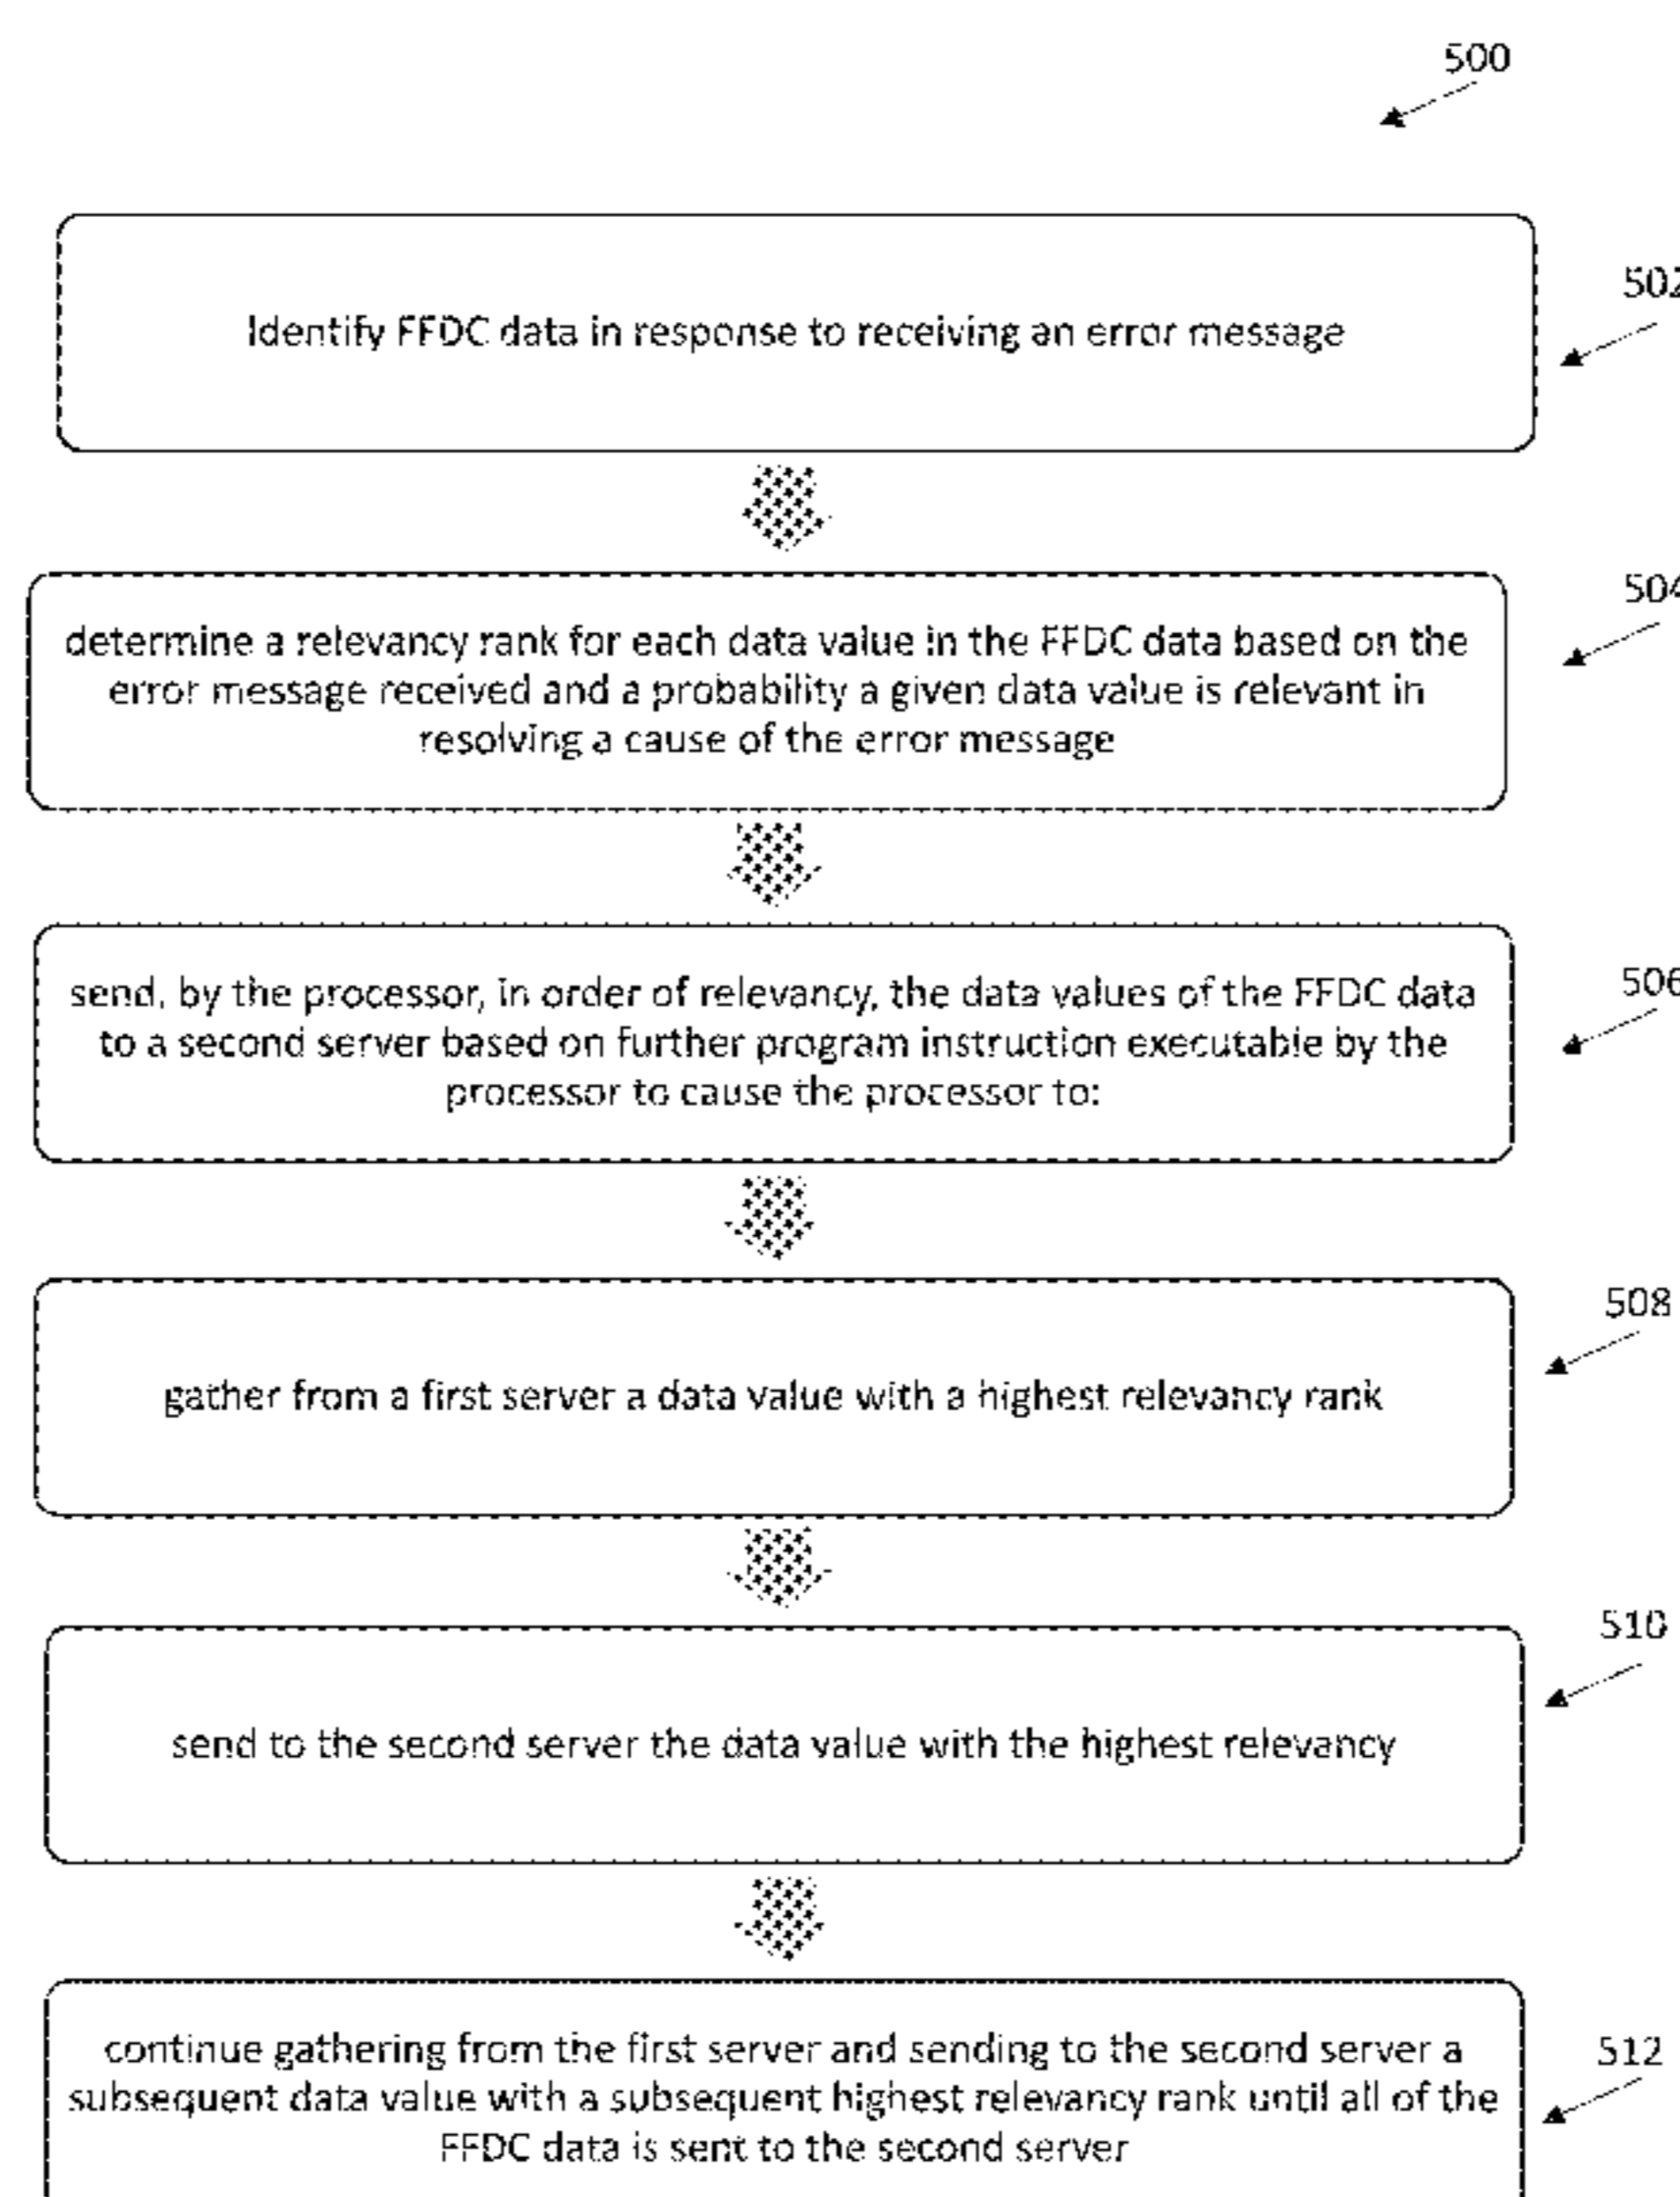 500
Identify FFDC data in response to receiving an error message
502
determine a relevancy rank for each data value in the FFDC data based on the
error message received and a probability a given data value is relevant in
resolving a cause of the error message
504
send, by the processor, in order of relevancy, the data values of the FFDC data
to a second server based on further program instruction executable by the
processor to cause the processor to:
506
gather from a first server a data value with a highest relevancy rank
508
send to the second server the data value with the highest relevancy
510
continue gathering from the first server and sending to the second server a
subsequent data value with a subsequent highest relevancy rank until all of the
FFDC data is sent to the second server
512